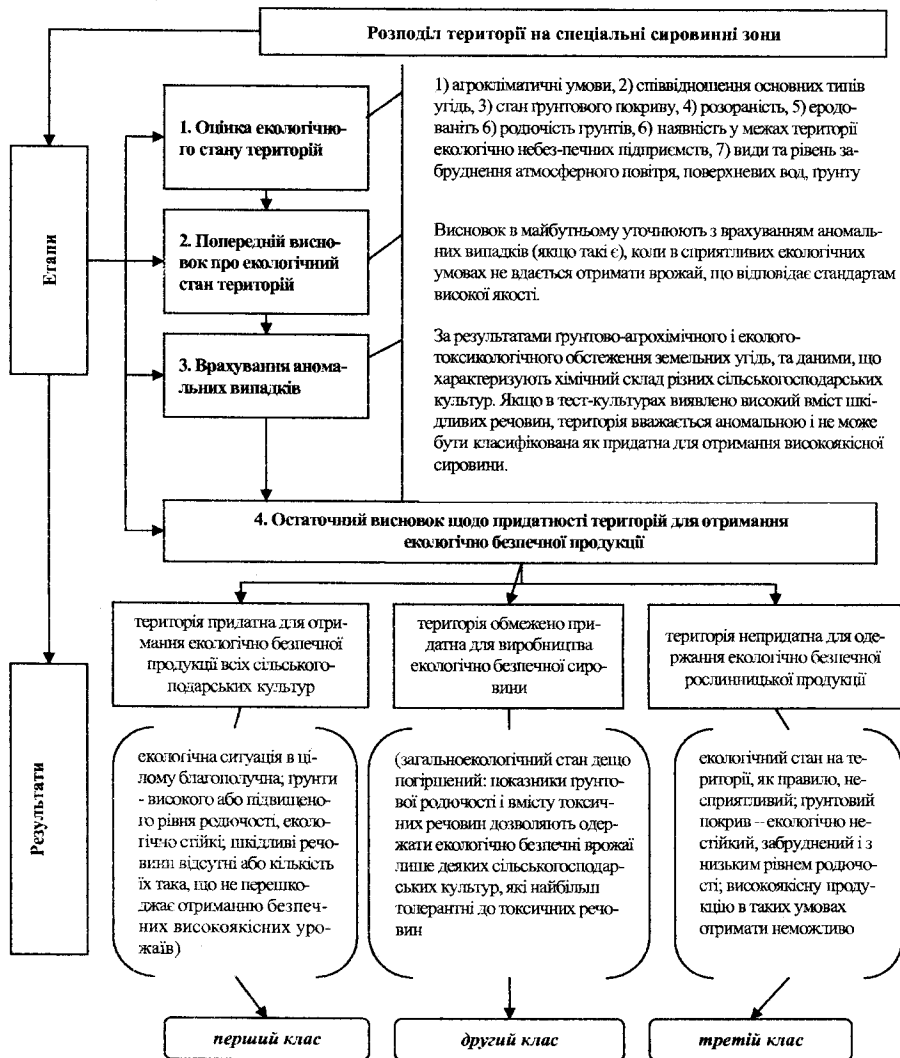 Розподіл території на спеціальні сировинні зони
Етапи
1. Оцінка екологічно-
го стану територій
1) агрокліматичні умови, 2) співвідношення основних типів
угідь, 3) стан ґрунтового покриву, 4) розораність, 5) еродо-
ваніть 6) родючість ґрунтів, 6) наявність у межах території
екологічно небез-печних підприємств, 7) види та рівень за-
бруднення атмосферного повітря, поверхневих вод, ґрунту
2. Попередній висно-
вок про екологічний
стан територій
Висновок в майбутньому уточнюють з врахуванням аномаль-
них випадків (якщо такі є), коли в сприятливих екологічних
умовах не вдається отримати врожай, що відповідає стандартам
високої якості.
3. Врахування анома-
льних випадків
За результатами ґрунтово-агрохімічного і еколого-
токсикологічного обстеження земельних угідь, та даними, що
характеризують хімічний склад різних сільськогосподарських
культур. Якщо в тест-культурах виявлено високий вміст шкі-
дливих речовин, територія вважається аномальною і не може
бути класифікована як придатна для отримання високоякісної
сировини.
4. Остаточний висновок щодо придатності територій для отримання
екологічно безпечної продукції
Результати
територія придатна для отри-
мання екологічно безпечної
продукції всіх сільського-
подарських культур
територія обмежено при-
датна для виробництва
екологічно безпечної сиро-
вини
територія непридатна для оде-
ржання екологічно безпечної
рослинницької продукції
екологічна ситуація в ці-
лому благополучна; ґрунти
- високого або підвищено-
го рівня родючості, еколо-
гічно стійкі; шкідливі речо-
вини відсутні або кількість
їх така, що не перешко-
джає отриманню безпеч-
них високоякісних уро-
жаїв)
(загальноекологічний стан дещо
погіршений: показники ґрунто-
вої родючості і вмісту токсич-
них речовин дозволяють одер-
жати екологічно безпечні врожаї
лише деяких сільськогосподар-
ських культур, які найбільш
толерантні до токсичних речо-
вин
екологічний стан на те-
риторії, як правило, не-
сприятливий; ґрунтовий
покрив – екологічно не-
стійкий, забруднений і з
низьким рівнем родючо-
сті; високоякісну проду-
кцію в таких умовах
отримати неможливо
перший клас
другий клас
третій клас